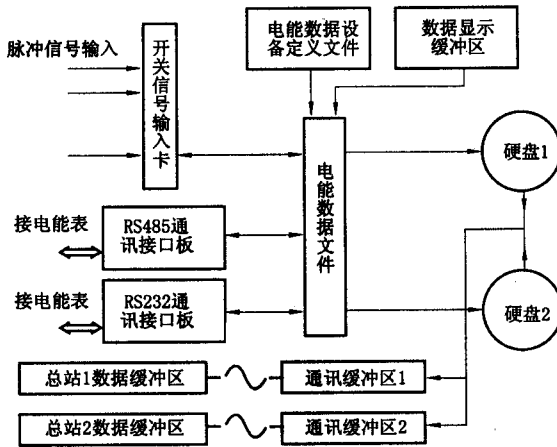 电能数据设
备定义文件
数据显示
缓冲区
脉冲信号输入
开关信号输入卡
电能数据文件
硬盘1
接电能表
RS485通
讯接口板
接电能表
RS232通
讯接口板
硬盘2
总站1数据缓冲区
通讯缓冲区1
总站2数据缓冲区
通讯缓冲区2